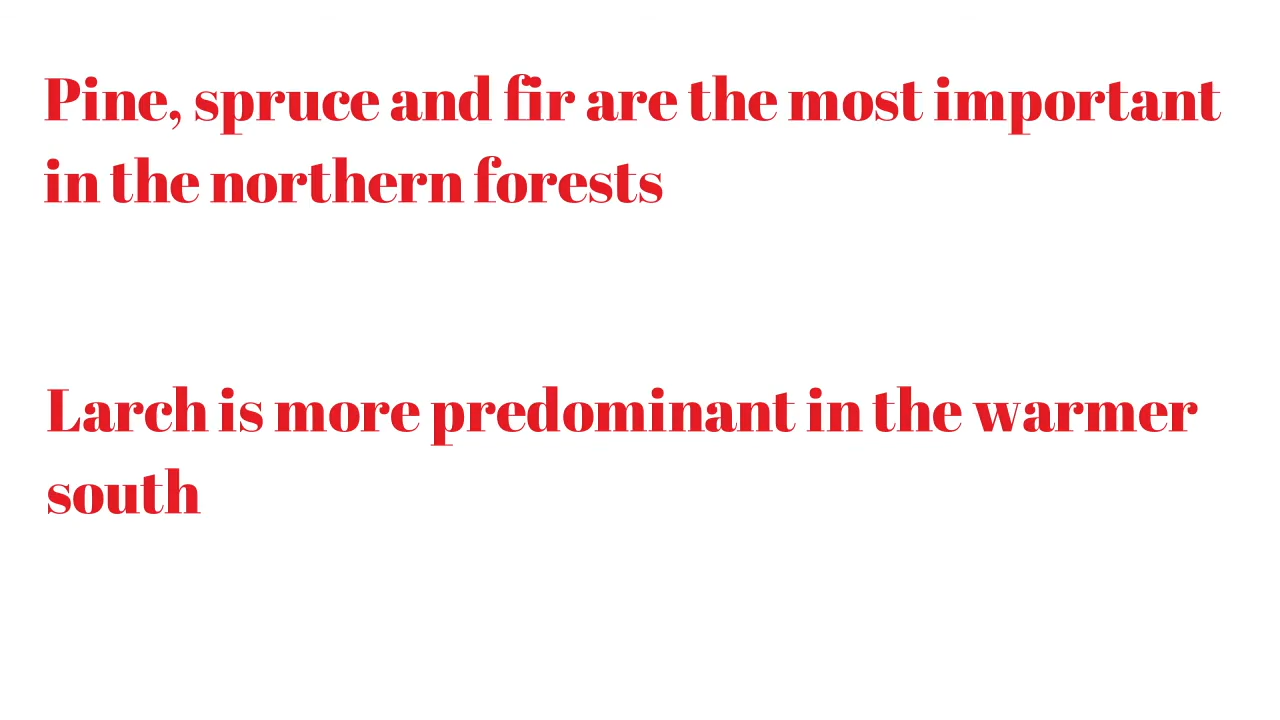 Pine, spruce and fir are the most important
in the northern forests
Larch is more predominant in the warmer
south